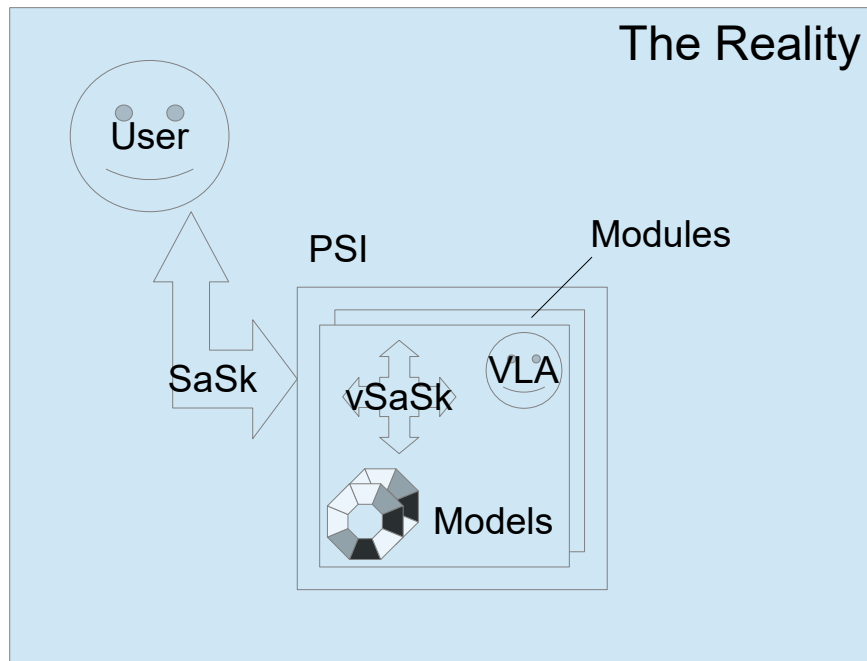 The Reality
User
Modules
PSI
VLA
SaSk
vSaSk
Models